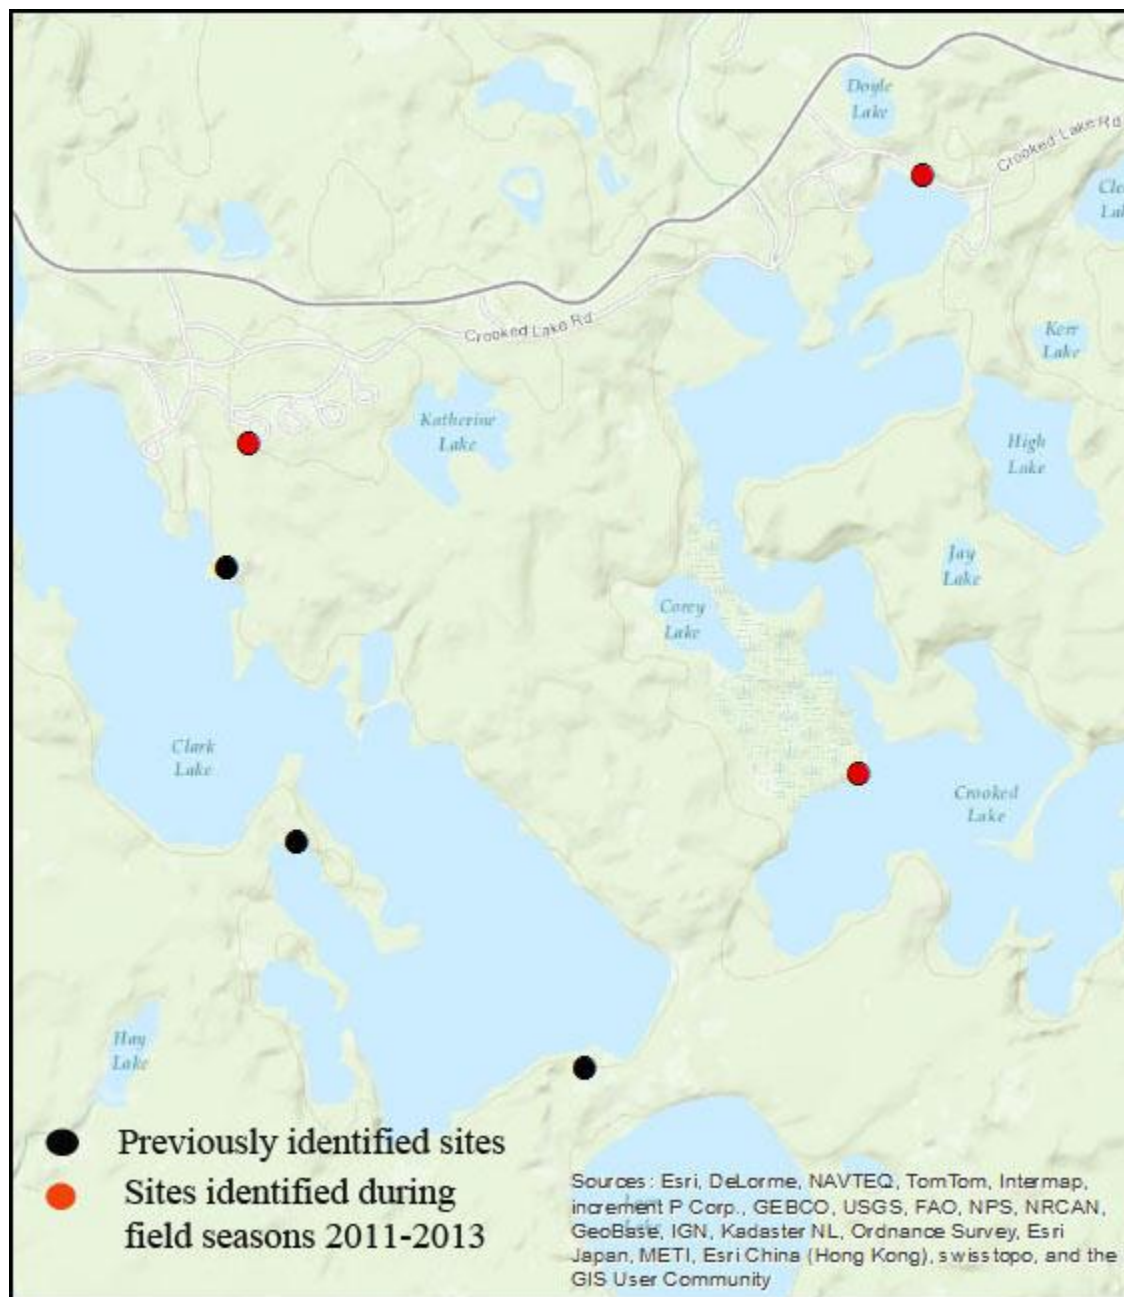 Doyle
Lake
Crooked Lake Rd
Crooked Lake Rd
Kerr
Lake
Katherine
Lake
High
Lake
Jay
Lake
Corey
Lake
Clark
Lake
Crooked
Lake
Hay
Lake
Previously identified sites
Sites identified during
field seasons 2011-2013
Sources: Esri, DeLorme, NAVTEQ, TomTom, Intermap,
increment P Corp., GEBCO, USGS, FAO, NPS, NRCAN,
GeoBase, IGN, Kadaster NL, Ordnance Survey, Esri
Japan, METI, Esri China (Hong Kong), swisstopo, and the
GIS User Community